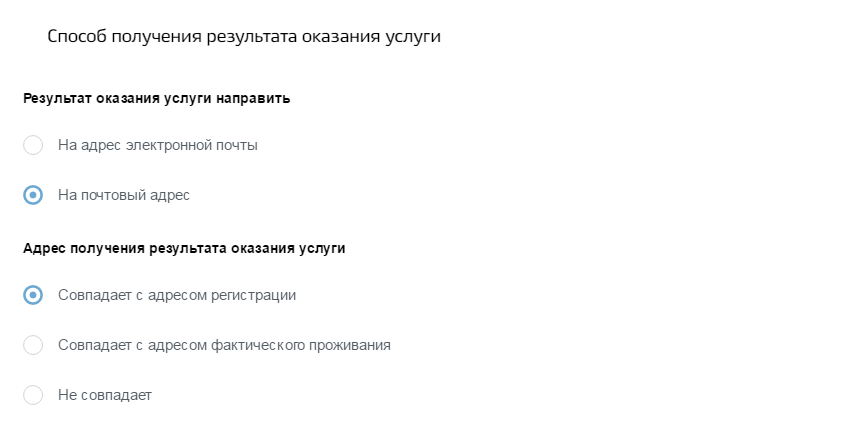 Способ получения результата оказания услуги
Результат оказания услуги направить
На адрес электронной почты
На почтовый адрес
Адрес получения результата оказания услуги
Совпадает с адресом регистрации
Совпадает с адресом фактического проживания
Не совпадает